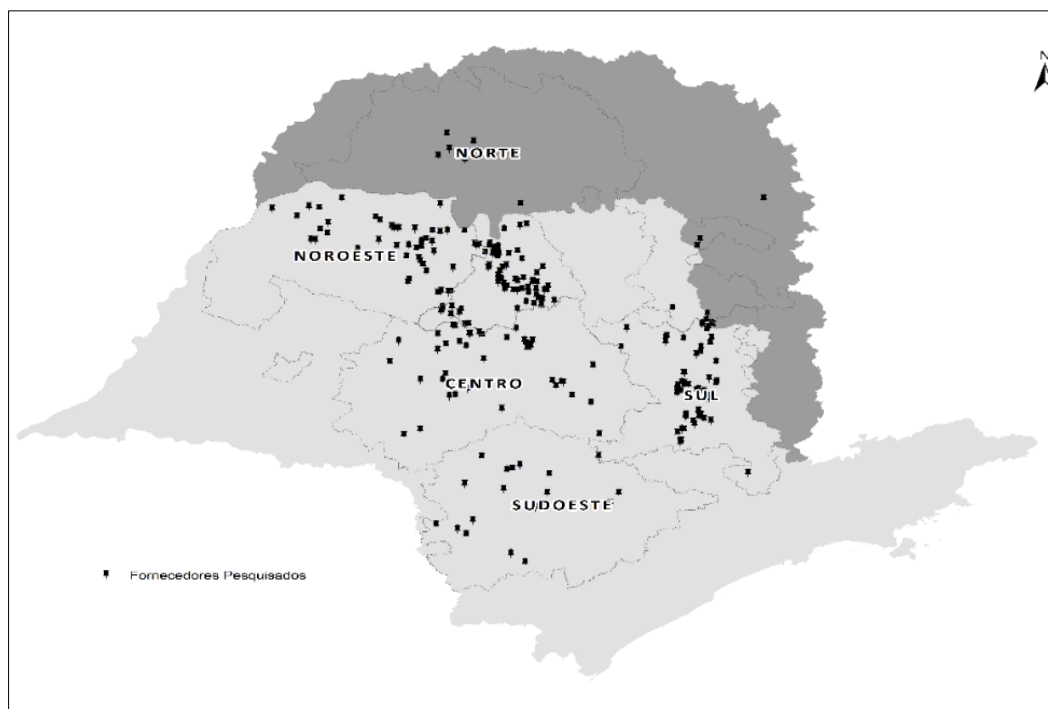 N
NORTE
NOROESTE
CENTRO
SUL
SUDOESTE
Fornecedores Pesquisados